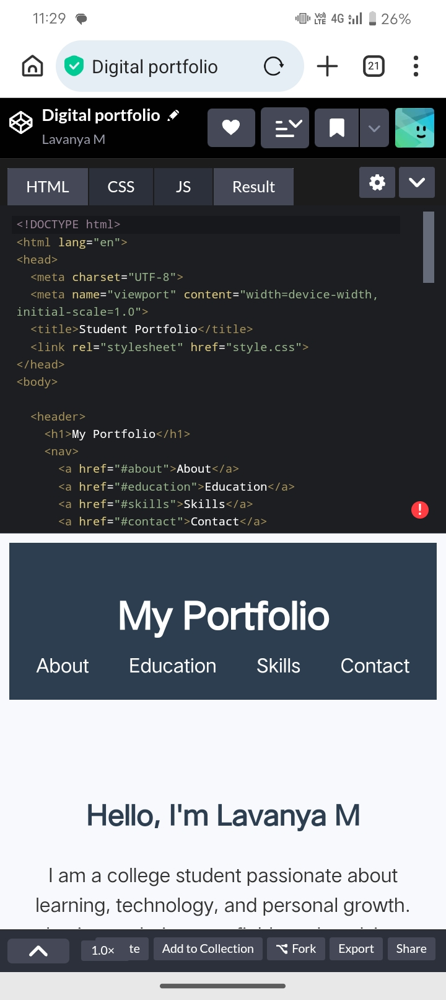 11:29 Vo) LTE 4G 26%
Digital portfolio 21
Digital portfolio
Lavanya M
HTML CSS JS Result
<!DOCTYPE html>
<html lang="en">
<head>
<meta charset="UTF-8">
<meta name="viewport" content="width=device-width,
initial-scale=1.0">
<title>Student Portfolio</title>
<link rel="stylesheet" href="style.css">
</head>
<body>
<header>
<h1>My Portfolio</h1>
<nav>
<a href="#about">About</a>
<a href="#education">Education</a>
<a href="#skills">Skills</a>
<a href="#contact">Contact</a>
My Portfolio
About Education Skills Contact
Hello, I'm Lavanya M
I am a college student passionate about
learning, technology, and personal growth.
1.0× te Add to Collection Fork Export Share